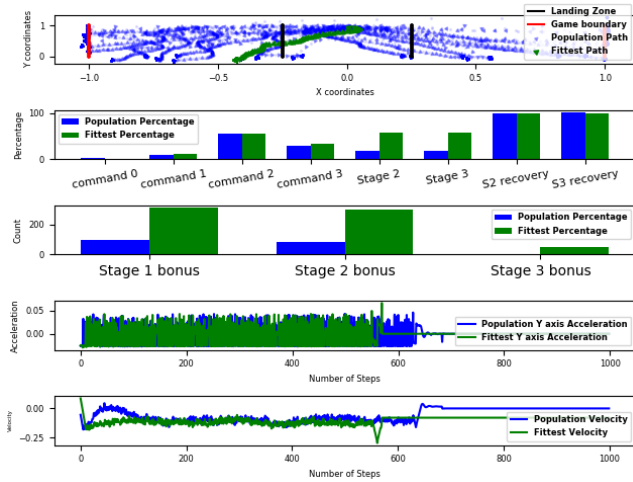 Y coordinates
1
0
Landing Zone
Game boundary
Population Path
Fittest Path
−1.0 −0.5 0.0 0.5 1.0
X coordinates
Percentage
100
0
Population Percentage
Fittest Percentage
command 0 command 1 command 2 command 3 Stage 2 Stage 3 S2 recovery S3 recovery
Count
200
0
Population Percentage
Fittest Percentage
Stage 1 bonus Stage 2 bonus Stage 3 bonus
Acceleration
0.05
0.00
Population Y axis Acceleration
Fittest Y axis Acceleration
0 200 400 600 800 1000
Number of Steps
Velocity
0.00
−0.25
Population Velocity
Fittest Velocity
0 200 400 600 800 1000
Number of Steps